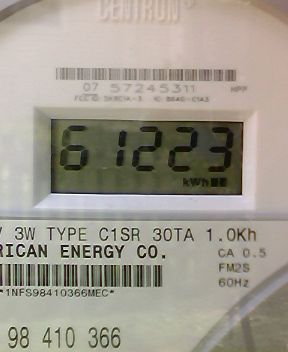 CENTRON
07 57245311 HPP
61223
kWh
V 3W TYPE C1SR 30TA 1.0Kh
RICAN ENERGY CO. CA 0.5
FM2S
60Hz
*1NFS98410366MEC*
98 410 366